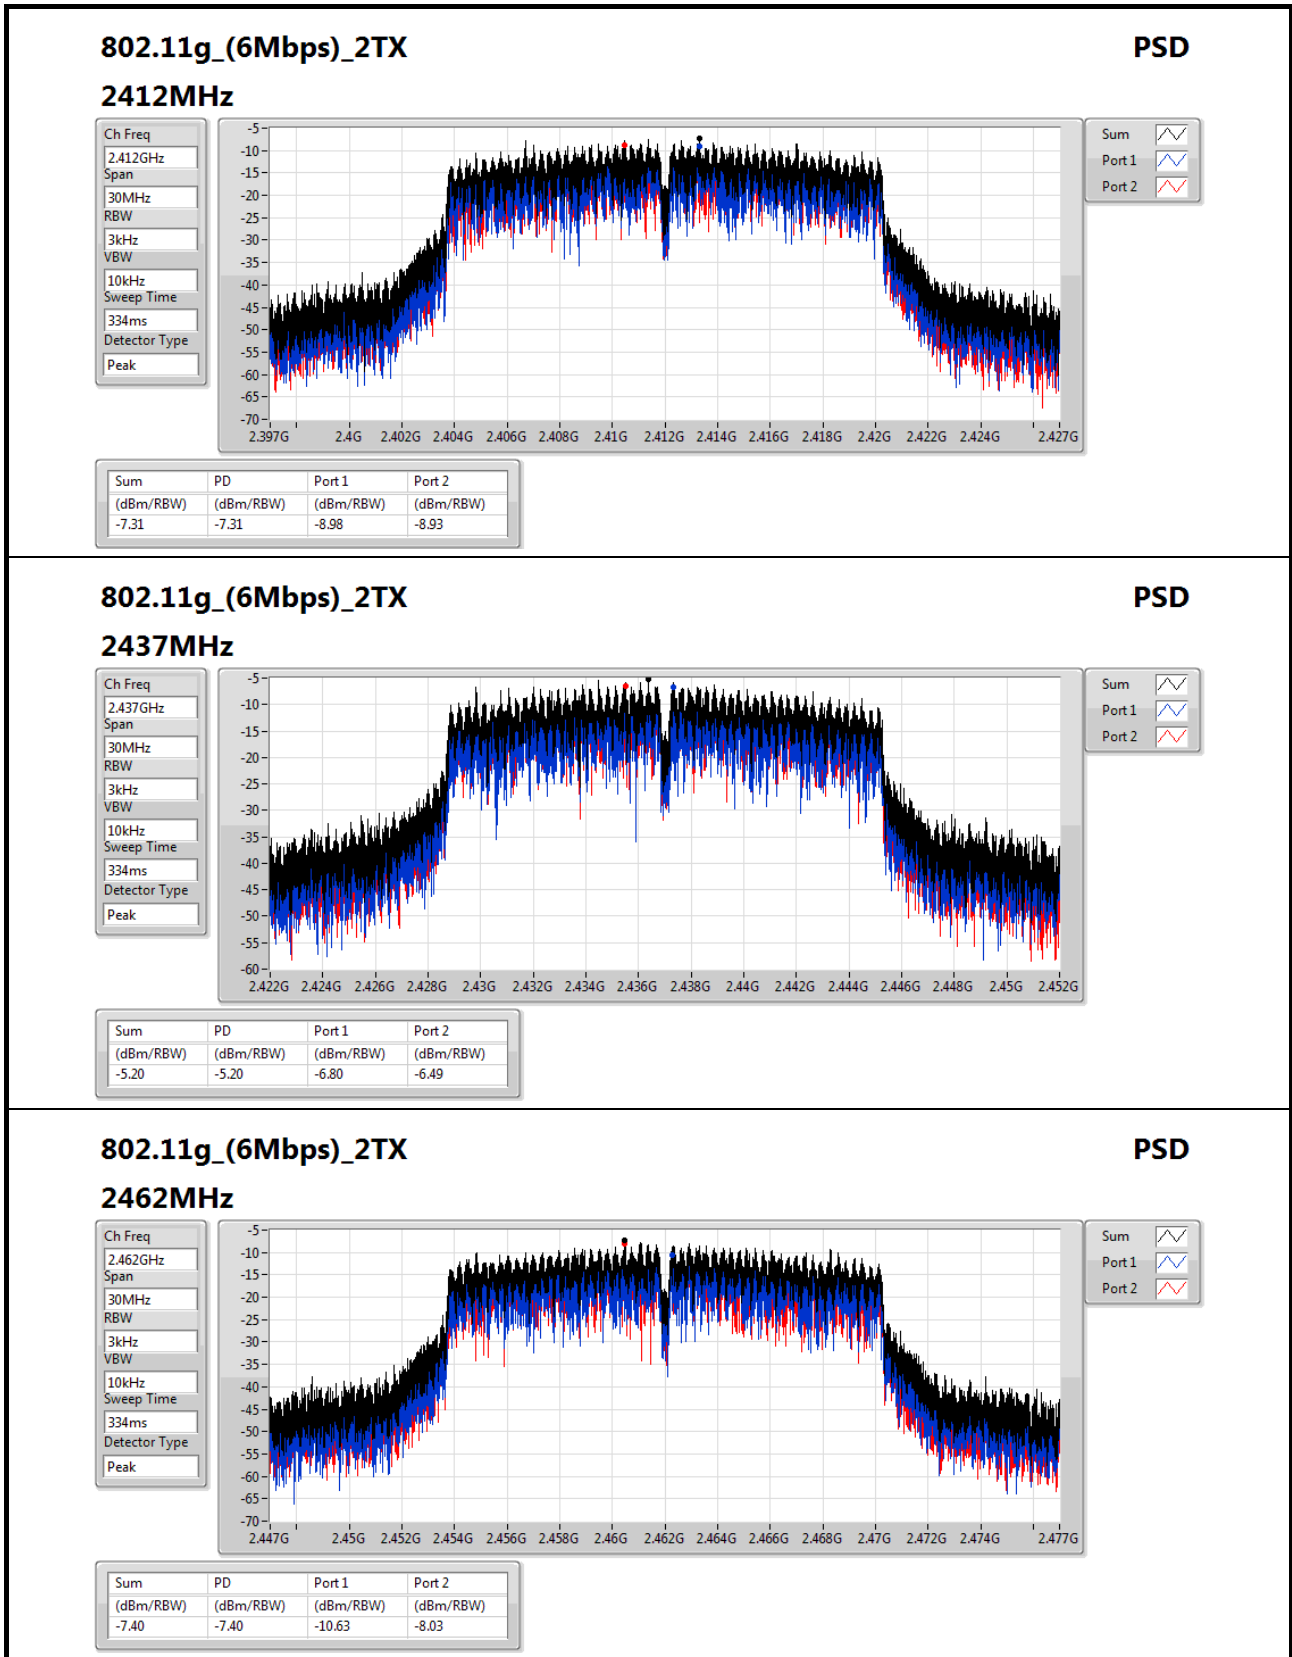 802.11g_(6Mbps)_2TX PSD
2412MHz
Ch Freq
2.412GHz
Span
30MHz
RBW
3kHz
VBW
10kHz
Sweep Time
334ms
Detector Type
Peak
-5
-10
-15
-20
-25
-30
-35
-40
-45
-50
-55
-60
-65
-70
2.397G 2.4G 2.402G 2.404G 2.406G 2.408G 2.41G 2.412G 2.414G 2.416G 2.418G 2.42G 2.422G 2.424G 2.427G
Sum
Port 1
Port 2
Sum PD Port 1 Port 2
(dBm/RBW) (dBm/RBW) (dBm/RBW) (dBm/RBW)
-7.31 -7.31 -8.98 -8.93
802.11g_(6Mbps)_2TX PSD
2437MHz
Ch Freq
2.437GHz
Span
30MHz
RBW
3kHz
VBW
10kHz
Sweep Time
334ms
Detector Type
Peak
-5
-10
-15
-20
-25
-30
-35
-40
-45
-50
-55
-60
2.422G 2.424G 2.426G 2.428G 2.43G 2.432G 2.434G 2.436G 2.438G 2.44G 2.442G 2.444G 2.446G 2.448G 2.45G 2.452G
Sum
Port 1
Port 2
Sum PD Port 1 Port 2
(dBm/RBW) (dBm/RBW) (dBm/RBW) (dBm/RBW)
-5.20 -5.20 -6.80 -6.49
802.11g_(6Mbps)_2TX PSD
2462MHz
Ch Freq
2.462GHz
Span
30MHz
RBW
3kHz
VBW
10kHz
Sweep Time
334ms
Detector Type
Peak
-5
-10
-15
-20
-25
-30
-35
-40
-45
-50
-55
-60
-65
-70
2.447G 2.45G 2.452G 2.454G 2.456G 2.458G 2.46G 2.462G 2.464G 2.466G 2.468G 2.47G 2.472G 2.474G 2.477G
Sum
Port 1
Port 2
Sum PD Port 1 Port 2
(dBm/RBW) (dBm/RBW) (dBm/RBW) (dBm/RBW)
-7.40 -7.40 -10.63 -8.03